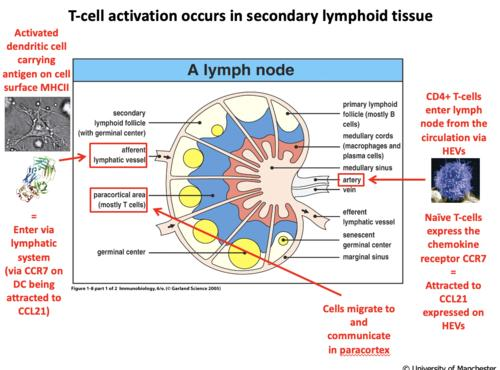 T-cell activation occurs in secondary lymphoid tissue
Activated
dendritic cell
carrying
antigen on cell
surface MHCII
=
Enter via
lymphatic
system
(via CCR7 on
DC being
attracted to
CCL21)
A lymph node
secondary
lymphoid follicle
(with germinal center)
afferent
lymphatic vessel
paracortical area
(mostly T cells)
germinal center
primary lymphoid
follicle (mostly B
cells)
medullary cords
(macrophages and
plasma cells)
medullary sinus
artery
vein
efferent
lymphatic vessel
senescent
germinal center
marginal sinus
Figure 1-8 part 1 of 2 Immunobiology, 6/e. (© Garland Science 2005)
CD4+ T-cells
enter lymph
node from the
circulation via
HEVs
Naïve T-cells
express the
chemokine
receptor CCR7
=
Attracted to
CCL21
expressed on
HEVs
Cells migrate to
and
communicate
in paracortex
© University of Manchester